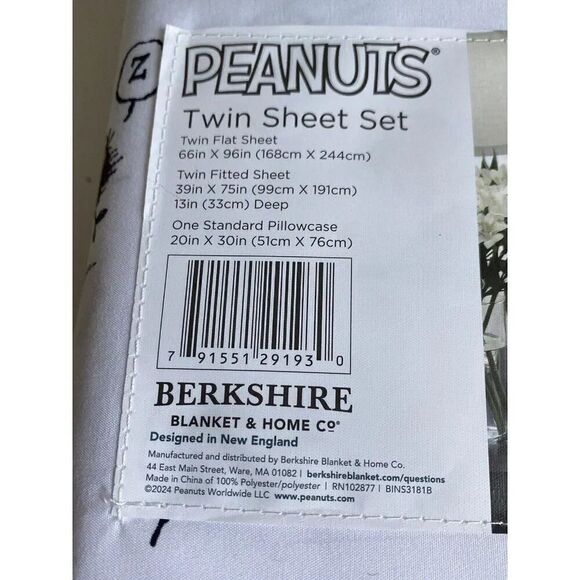 Z
PEANUTS®
Twin Sheet Set
Twin Flat Sheet
66in X 96in (168cm X 244cm)
Twin Fitted Sheet
39in X 75in (99cm X 191cm)
13in (33cm) Deep
One Standard Pillowcase
20in X 30in (51cm X 76cm)
7 91551 29193 0
BERKSHIRE
BLANKET & HOME Co®
Designed in New England
Manufactured and distributed by Berkshire Blanket & Home Co.
44 East Main Street, Ware, MA 01082 | berkshireblanket.com/questions
Made in China of 100% Polyester/polyester | RN102877 | BINS3181B
©2024 Peanuts Worldwide LLC www.peanuts.com